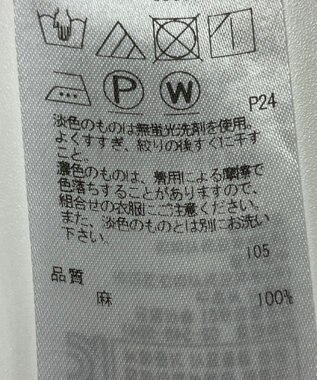 P
W
P24
淡色のものは無蛍光洗剤を使用。
よくすすぎ、絞りの後すぐに干す
こと。
濃色のものは、着用による摩擦で
色落ちすることがありますので、
組合せの衣服にご注意ください。
また、淡色のものとは別にお洗い
下さい。
105
品質
麻 100%